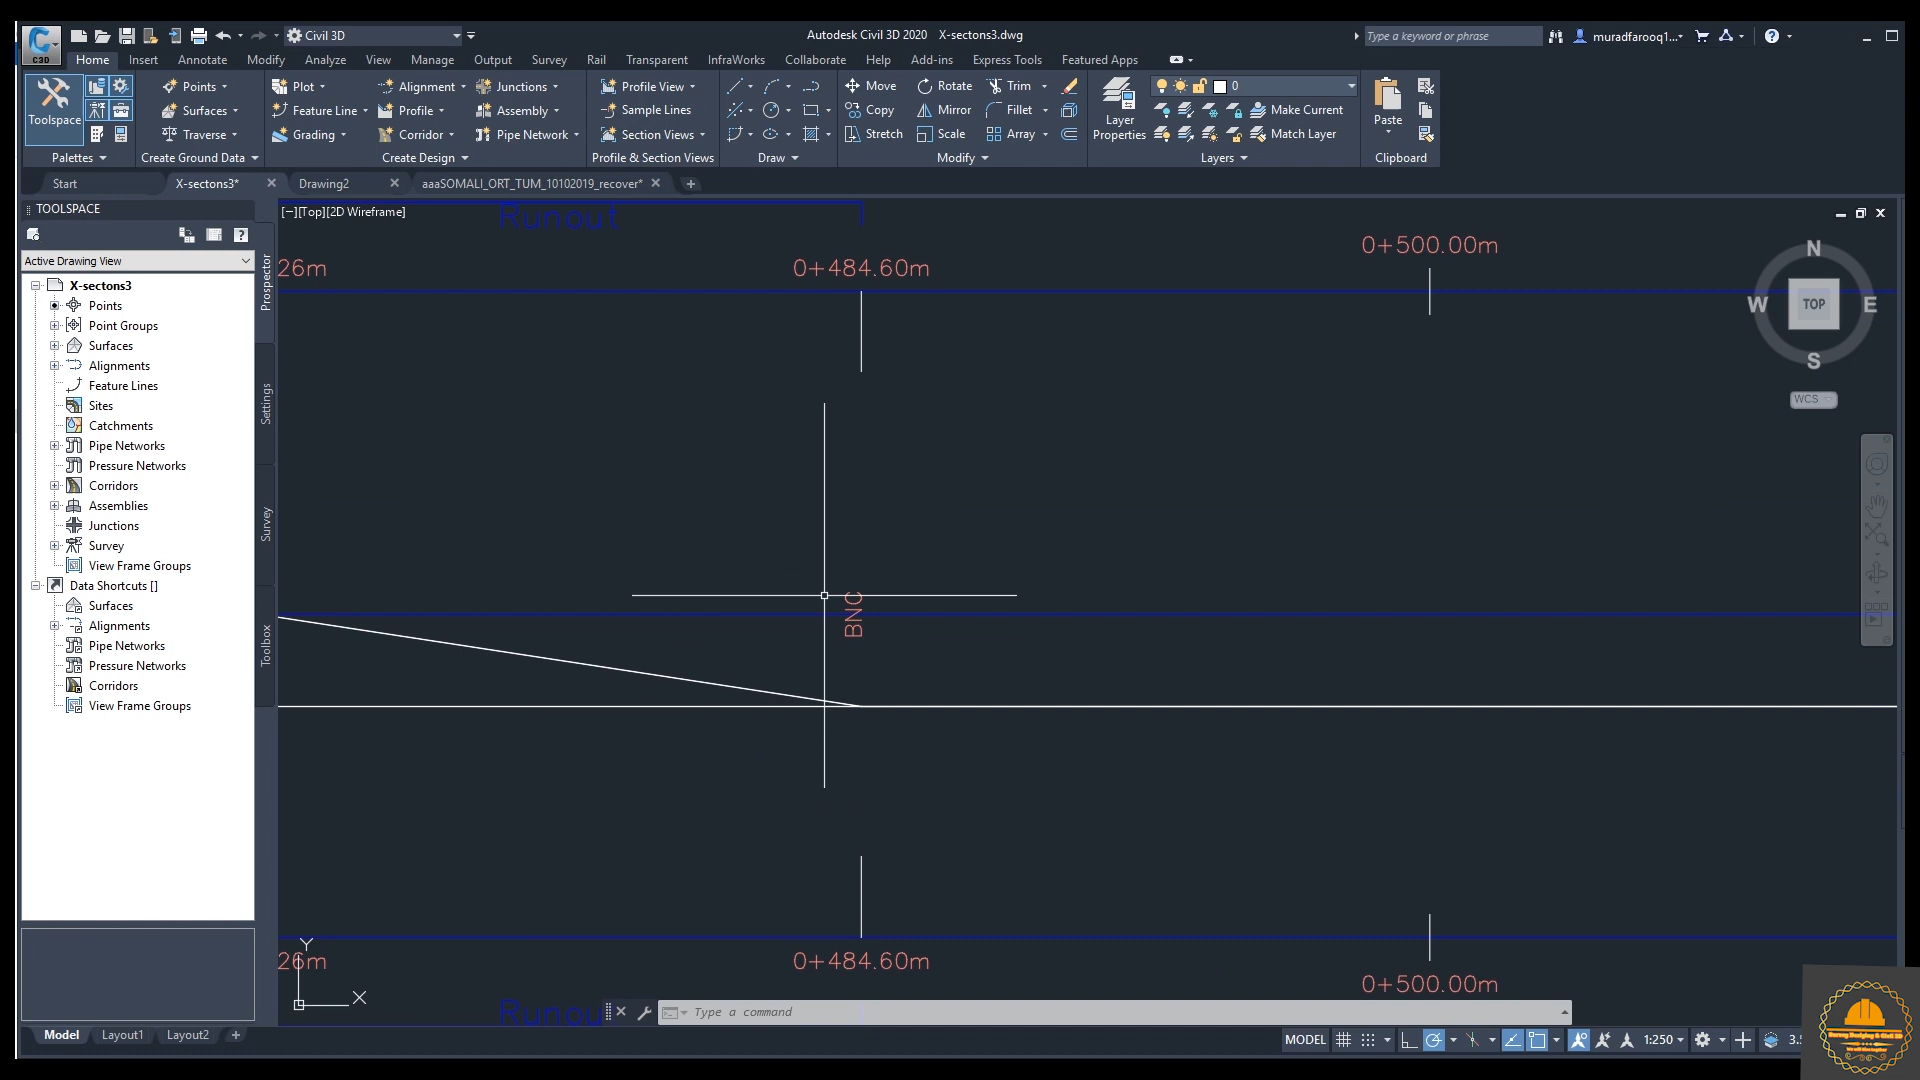 C3D
Civil 3D
Autodesk Civil 3D 2020 X-sectons3.dwg
Type a keyword or phrase
muradfarooq1...
Home Insert Annotate Modify Analyze View Manage Output Survey Rail Transparent InfraWorks Collaborate Help Add-ins Express Tools Featured Apps
Toolspace
Palettes
Points
Surfaces
Traverse
Create Ground Data
Plot
Feature Line
Grading
Alignment
Profile
Corridor
Junctions
Assembly
Pipe Network
Create Design
Profile View
Sample Lines
Section Views
Profile & Section Views
Draw
Move
Copy
Stretch
Rotate
Mirror
Scale
Trim
Fillet
Array
Modify
Layer
Properties
0
Make Current
Match Layer
Layers
Paste
Clipboard
Start X-sectons3* Drawing2 aaaSOMALI_ORT_TUM_10102019_recover*
TOOLSPACE
Active Drawing View
X-sectons3
Points
Point Groups
Surfaces
Alignments
Feature Lines
Sites
Catchments
Pipe Networks
Pressure Networks
Corridors
Assemblies
Junctions
Survey
View Frame Groups
Data Shortcuts []
Surfaces
Alignments
Pipe Networks
Pressure Networks
Corridors
View Frame Groups
Prospector
Settings
Survey
Toolbox
[−][Top][2D Wireframe]
Runout
26m
0+484.60m
0+500.00m
N
W TOP E
S
WCS
BNC
26m
0+484.60m
0+500.00m
Y
X
Runou
Type a command
Model Layout1 Layout2
MODEL
1:250
3.5